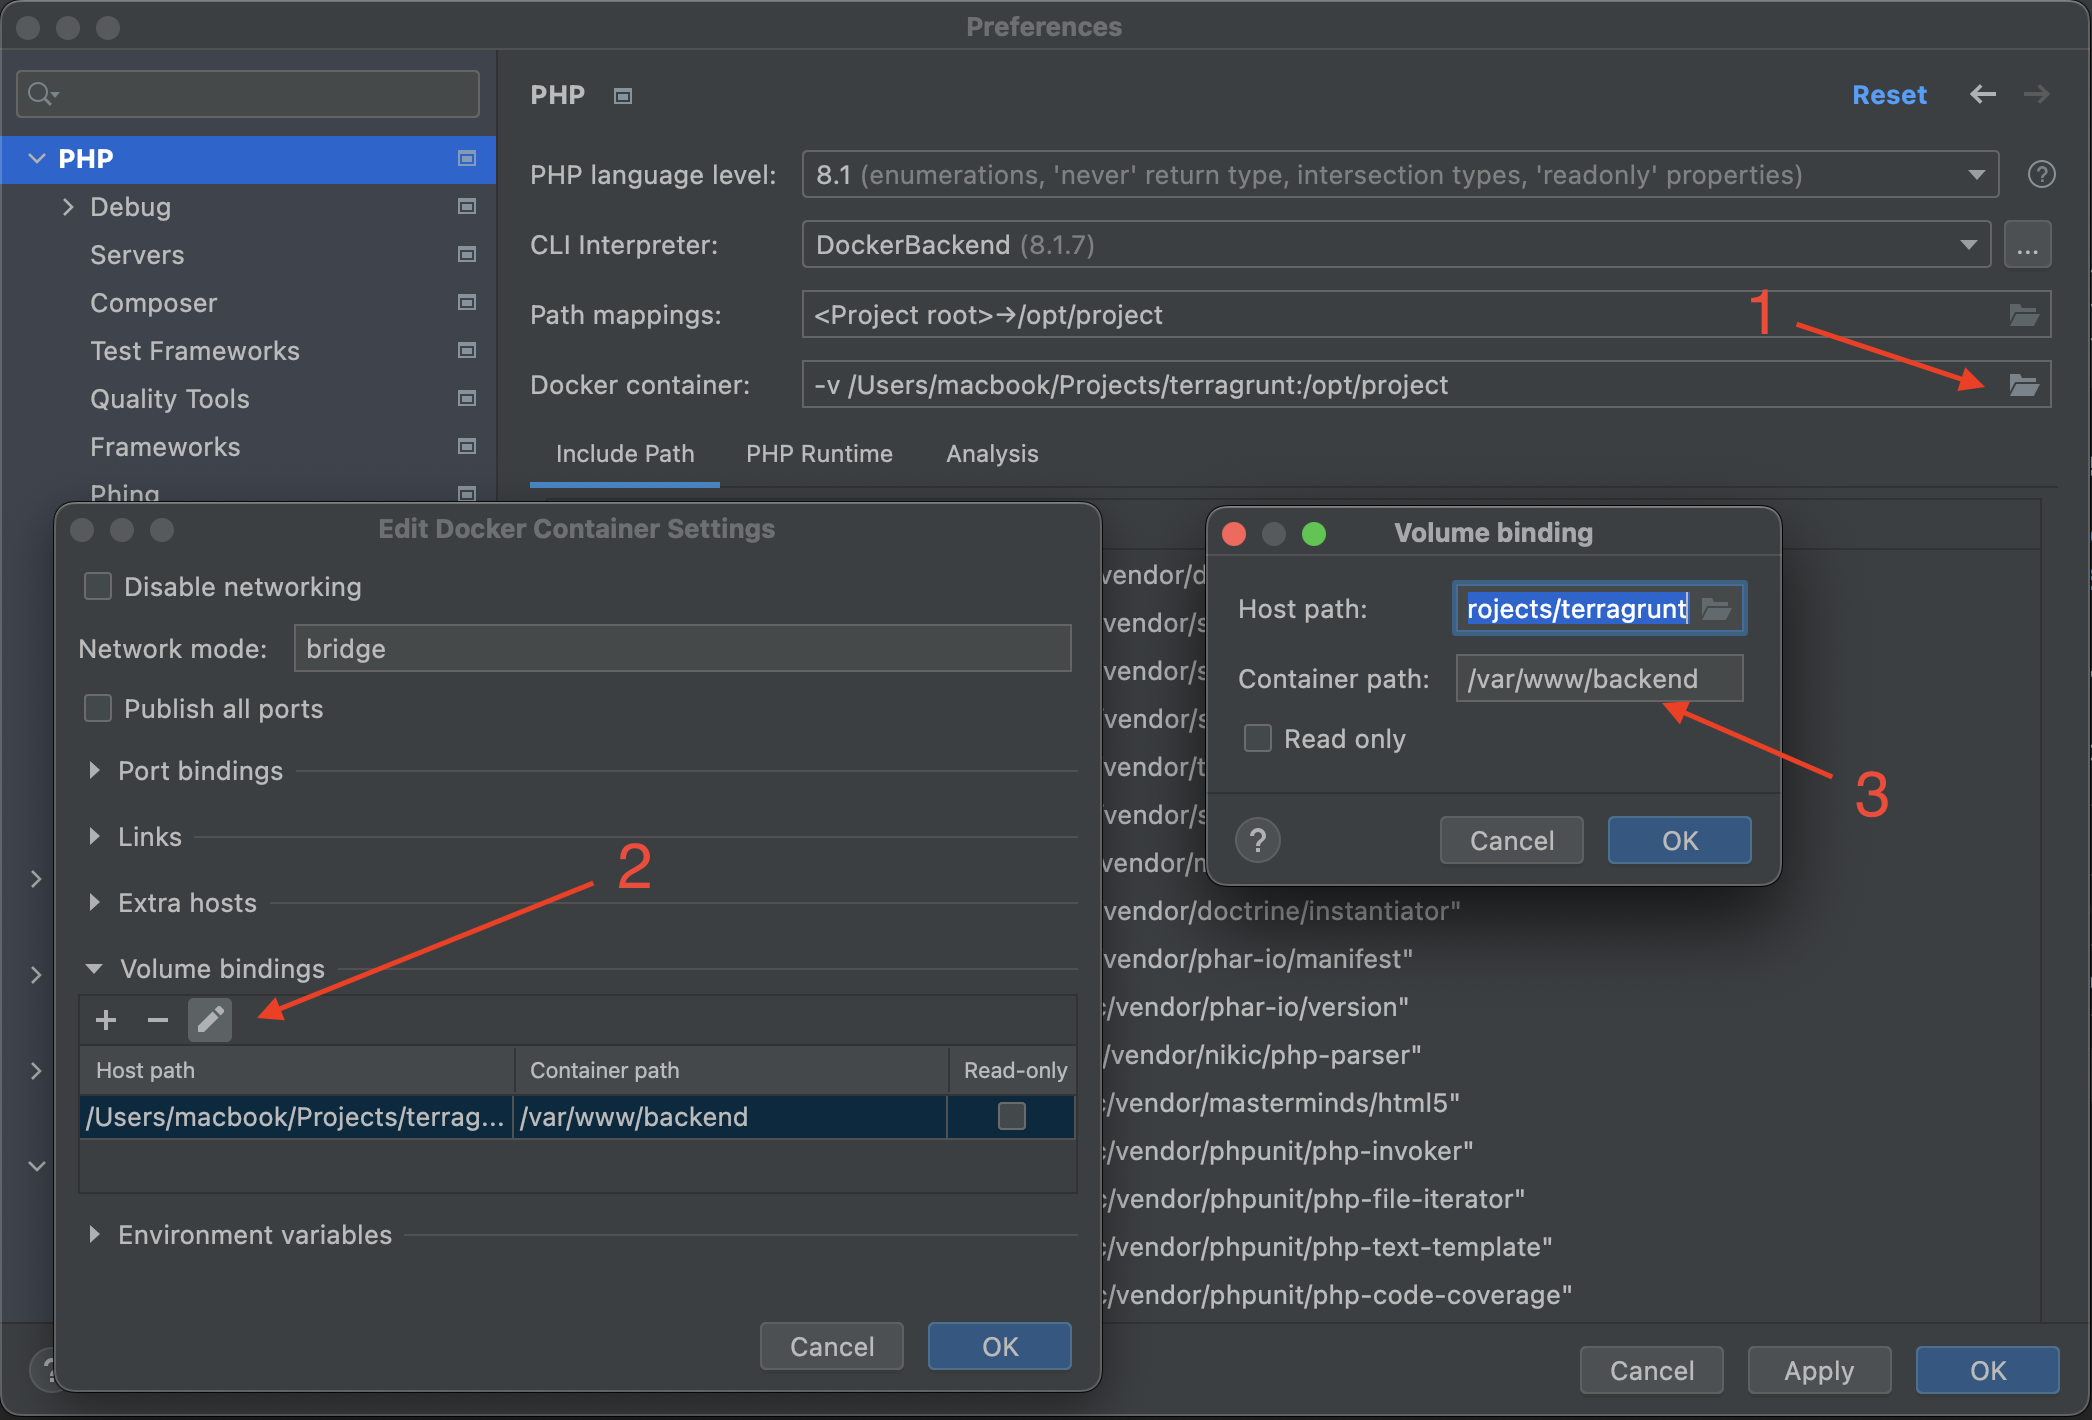 Preferences
PHP
Debug
Servers
Composer
Test Frameworks
Quality Tools
Frameworks
Phing
PHP
Reset
PHP language level:
8.1 (enumerations, 'never' return type, intersection types, 'readonly' properties)
?
CLI Interpreter:
DockerBackend (8.1.7)
...
Path mappings:
<Project root>→/opt/project
1
Docker container:
-v /Users/macbook/Projects/terragrunt:/opt/project
Include Path
PHP Runtime
Analysis
Edit Docker Container Settings
Disable networking
Network mode:
bridge
Publish all ports
Port bindings
Links
2
Extra hosts
Volume bindings
Host path
Container path
Read-only
/Users/macbook/Projects/terrag...
/var/www/backend
Environment variables
Cancel
OK
Volume binding
Host path:
rojects/terragrunt
Container path:
/var/www/backend
Read only
3
?
Cancel
OK
vendor/doctrine/instantiator"
vendor/phar-io/manifest"
/vendor/phar-io/version"
/vendor/nikic/php-parser"
/vendor/masterminds/html5"
/vendor/phpunit/php-invoker"
/vendor/phpunit/php-file-iterator"
/vendor/phpunit/php-text-template"
/vendor/phpunit/php-code-coverage"
?
Cancel
Apply
OK